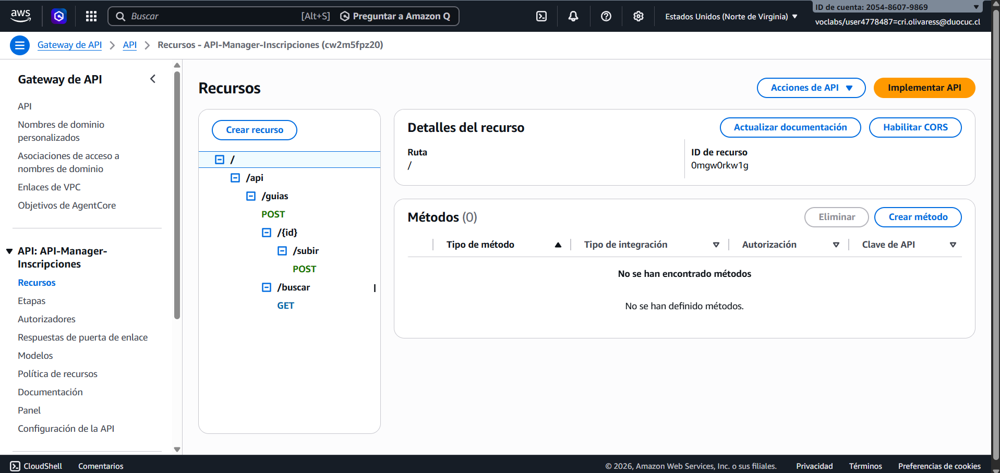 aws
Buscar
[Alt+S]
Preguntar a Amazon Q
Estados Unidos (Norte de Virginia)
ID de cuenta: 2054-8607-9869
voclabs/user4778487=cri.olivaress@duocuc.cl
Gateway de API
API
Recursos - API-Manager-Inscripciones (cw2m5fpz20)
Gateway de API
API
Nombres de dominio
personalizados
Asociaciones de acceso a
nombres de dominio
Enlaces de VPC
Objetivos de AgentCore
API: API-Manager-
Inscripciones
Recursos
Etapas
Autorizadores
Respuestas de puerta de enlace
Modelos
Política de recursos
Documentación
Panel
Configuración de la API
Recursos
Acciones de API
Implementar API
Crear recurso
/
/api
/guias
POST
/{id}
/subir
POST
/buscar
GET
Detalles del recurso
Actualizar documentación
Habilitar CORS
Ruta
/
ID de recurso
0mgw0rkw1g
Métodos (0)
Eliminar
Crear método
Tipo de método
Tipo de integración
Autorización
Clave de API
No se han encontrado métodos
No se han definido métodos.
CloudShell
Comentarios
© 2026, Amazon Web Services, Inc. o sus filiales.
Privacidad
Términos
Preferencias de cookies